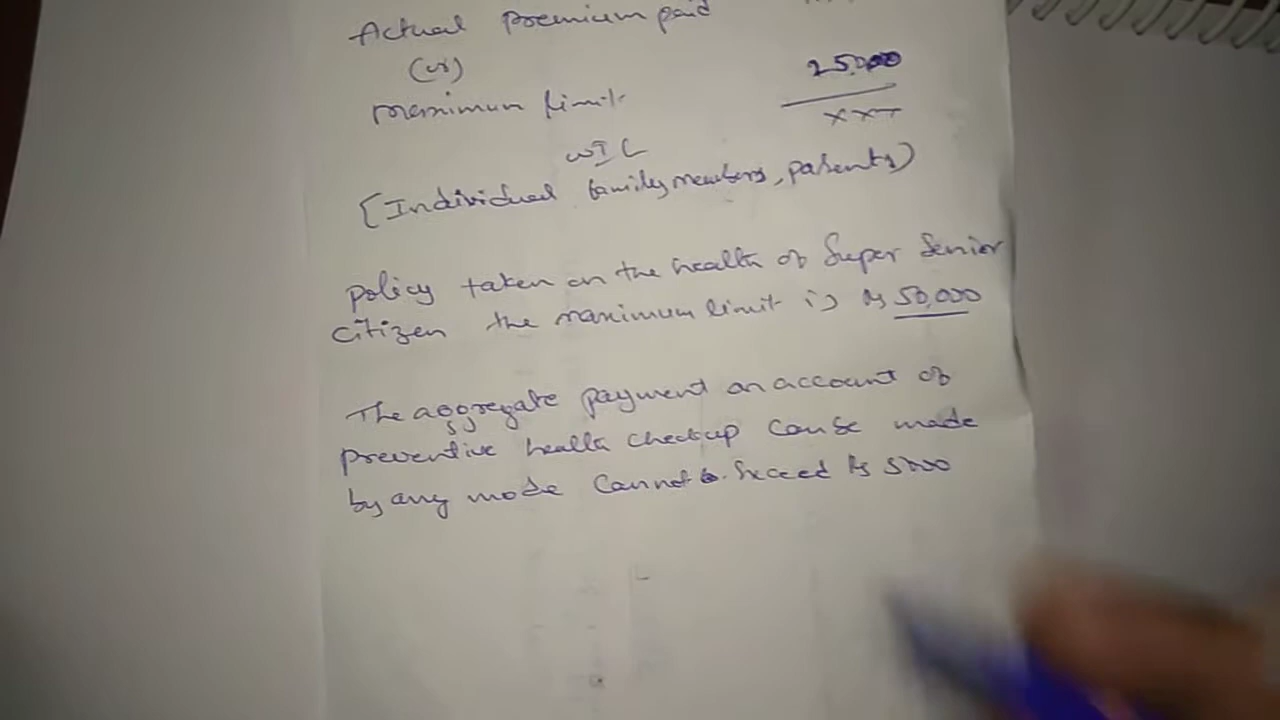 Actual premium paid
(or)
maximum limit 25,000
xxx
WIL
[Individual family members, parents)
policy taken on the health of Super Senior
citizen the maximum limit is Rs 50,000
The aggregate payment on account of
preventive health checkup can be made
by any mode cannot exceed Rs 5000